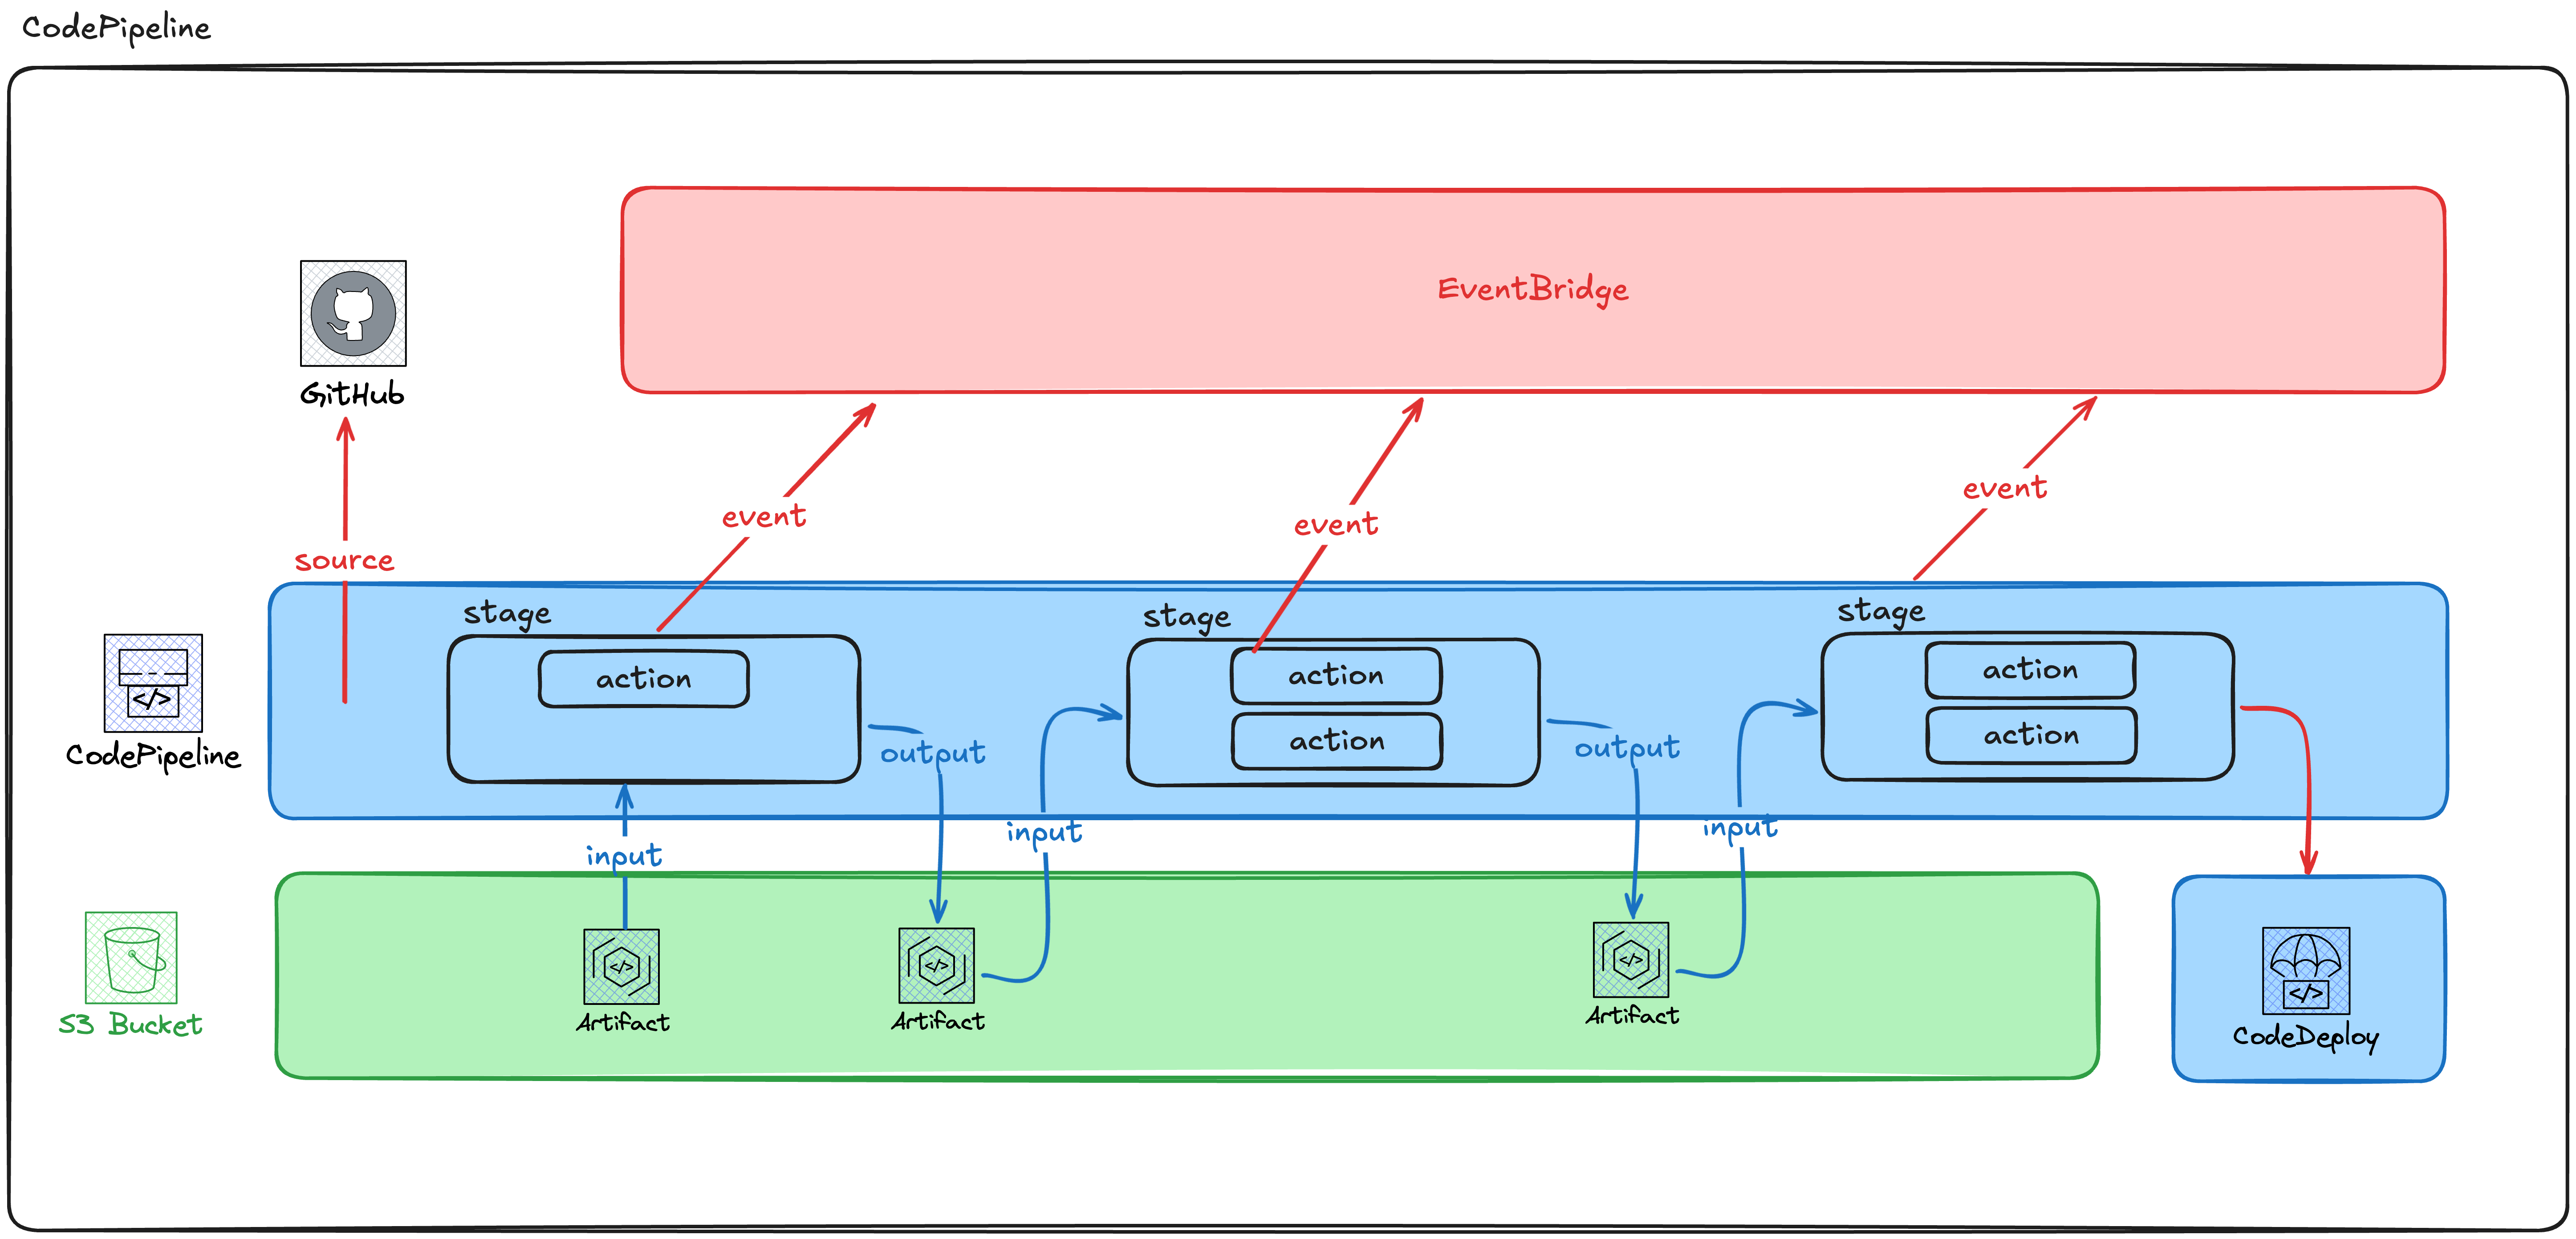 CodePipeline
EventBridge
GitHub
source
event
event
event
stage
stage
stage
action
action
action
action
action
CodePipeline
output
output
input
input
input
S3 Bucket
Artifact
Artifact
Artifact
CodeDeploy